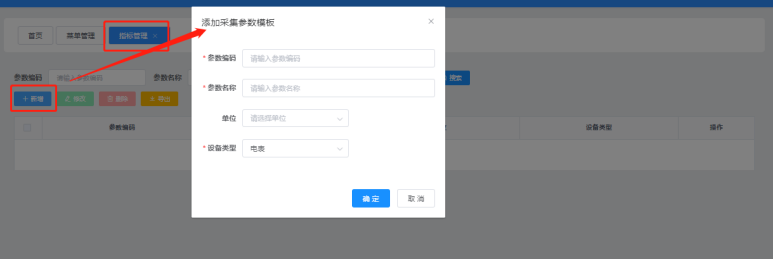 添加采集参数模板 ×
首页 菜单管理 指标管理 ×
* 参数编码 请输入参数编码
* 参数名称 请输入参数名称
单位 请选择单位
* 设备类型 电表
确定 取消
参数编码 请输入参数编码 参数名称 搜索
+ 新增 修改 删除 导出
参数编码 设备类型 操作